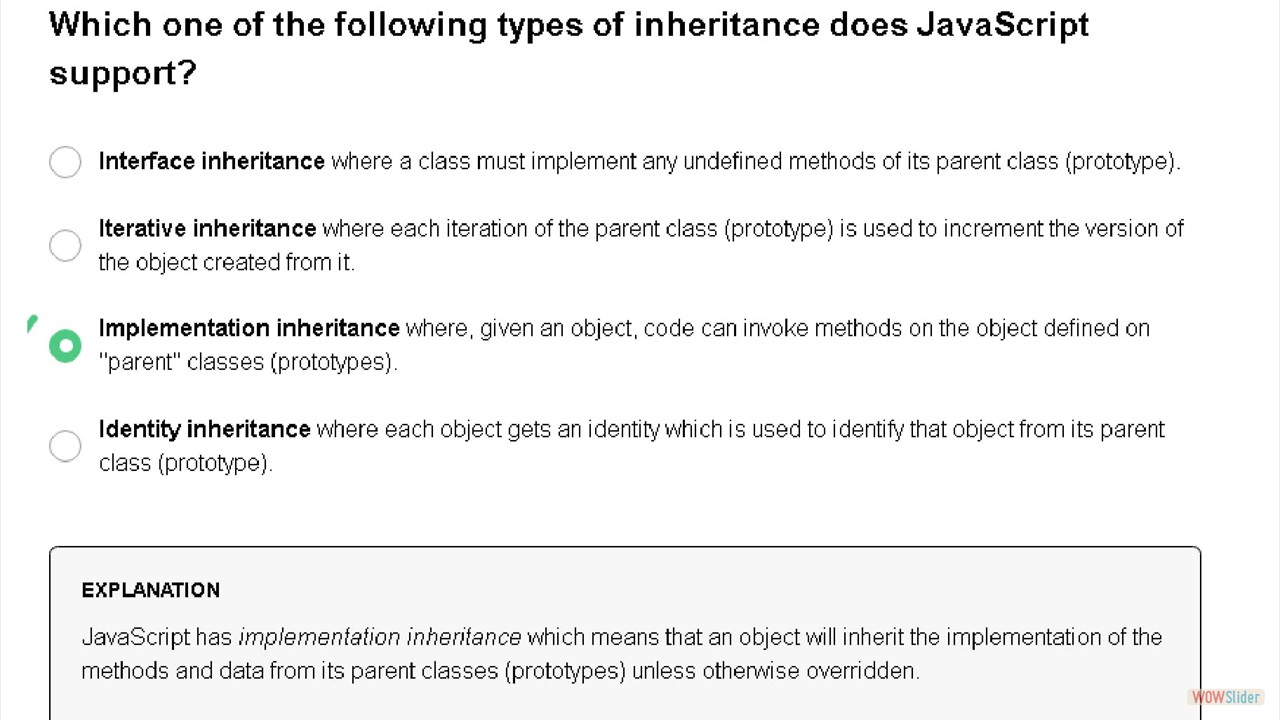 Which one of the following types of inheritance does JavaScript
support?
Interface inheritance where a class must implement any undefined methods of its parent class (prototype).
Iterative inheritance where each iteration of the parent class (prototype) is used to increment the version of
the object created from it.
Implementation inheritance where, given an object, code can invoke methods on the object defined on
"parent" classes (prototypes).
Identity inheritance where each object gets an identity which is used to identify that object from its parent
class (prototype).
EXPLANATION
JavaScript has implementation inheritance which means that an object will inherit the implementation of the
methods and data from its parent classes (prototypes) unless otherwise overridden.
WOWSlider